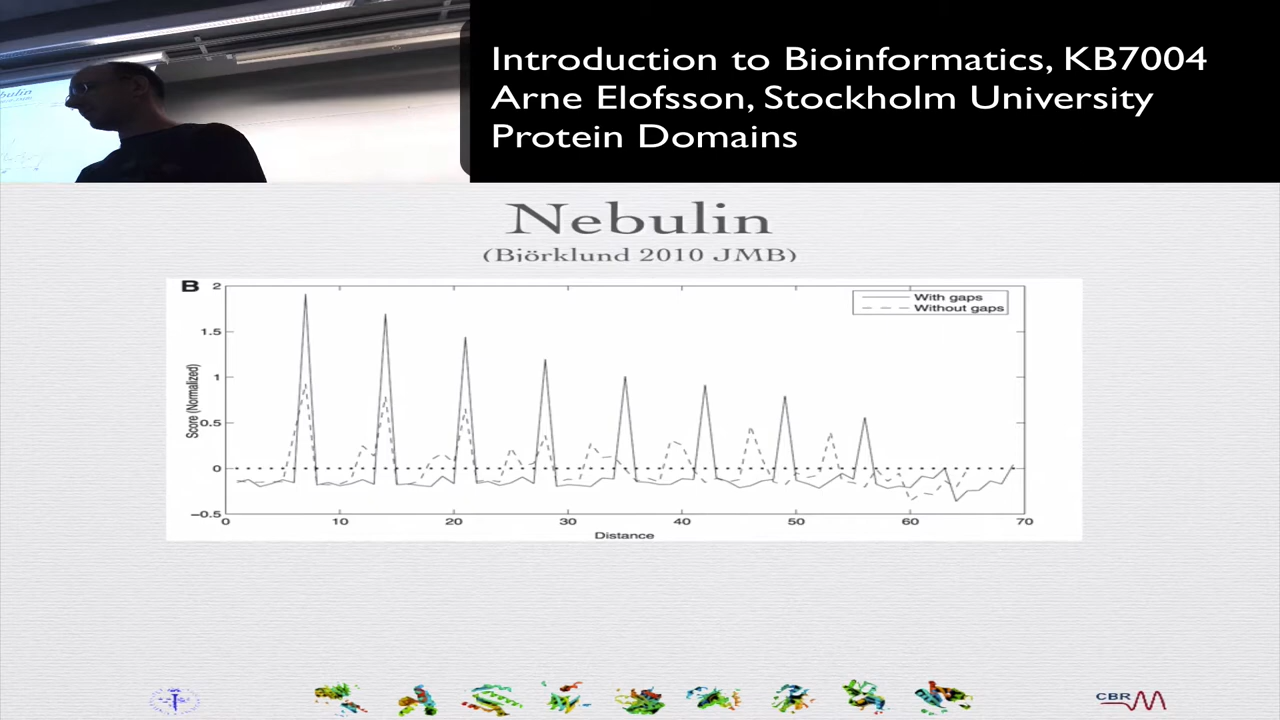 Introduction to Bioinformatics, KB7004
Arne Elofsson, Stockholm University
Protein Domains
Nebulin
(Björklund 2010 JMB)
B
With gaps
Without gaps
Score (Normalized)
2
1.5
1
0.5
0
−0.5
0 10 20 30 40 50 60 70
Distance
CBR